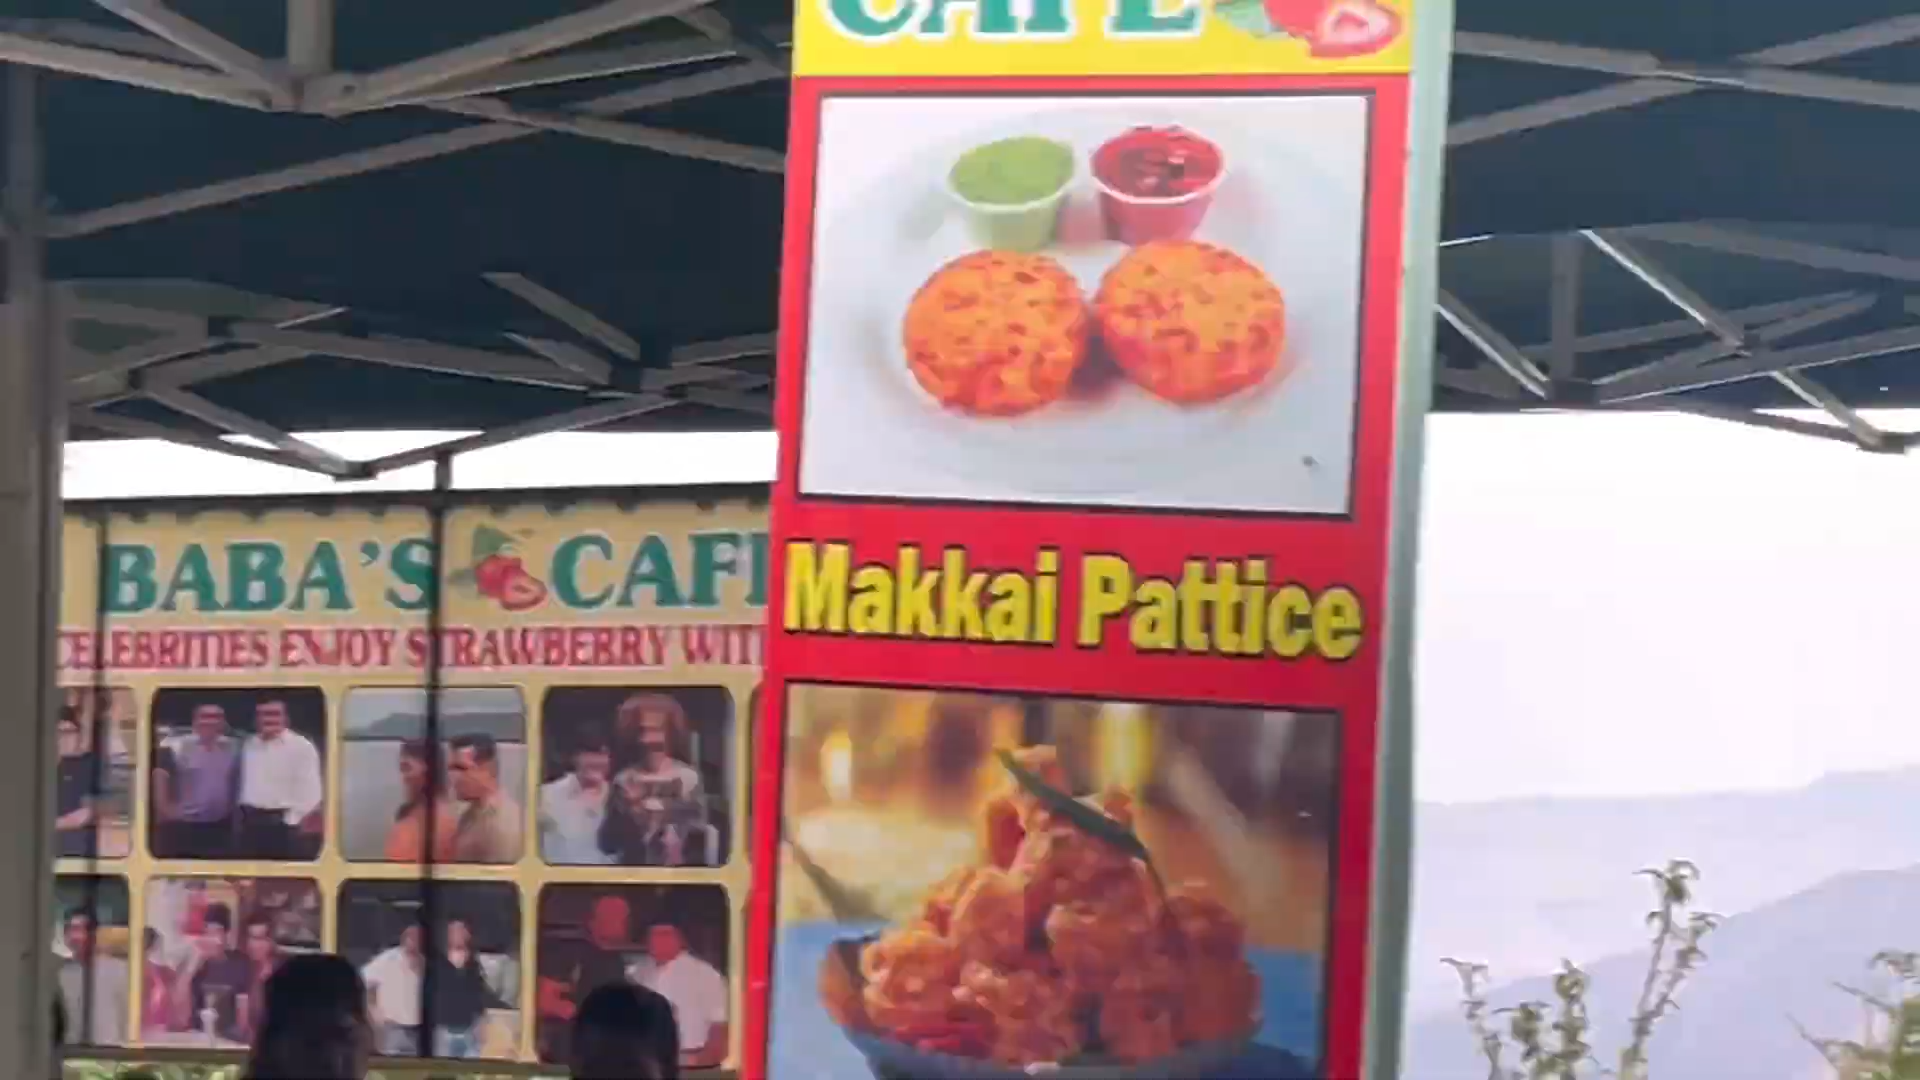 CAFE
Makkai Pattice
BABA'S CAFE
CELEBRITIES ENJOY STRAWBERRY WITH